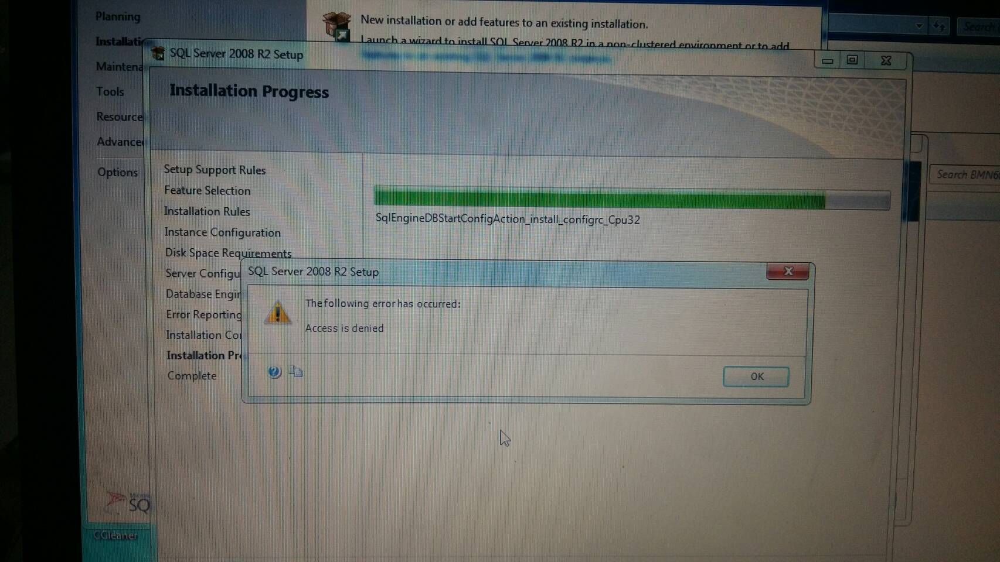 Planning
Installati
Maintena
Tools
Resource
Advance
Options
New installation or add features to an existing installation.
Launch a wizard to install SQL Server 2008 R2 in a non-clustered environment or to add
Search
SQL Server 2008 R2 Setup
Installation Progress
Setup Support Rules
Feature Selection
Installation Rules
Instance Configuration
Disk Space Requirements
Server Configu
Database Engin
Error Reporting
Installation Co
Installation Pr
Complete
SqlEngineDBStartConfigAction_install_configrc_Cpu32
SQL Server 2008 R2 Setup
The following error has occurred:
Access is denied
OK
Search BMN6
SQ
CCleaner